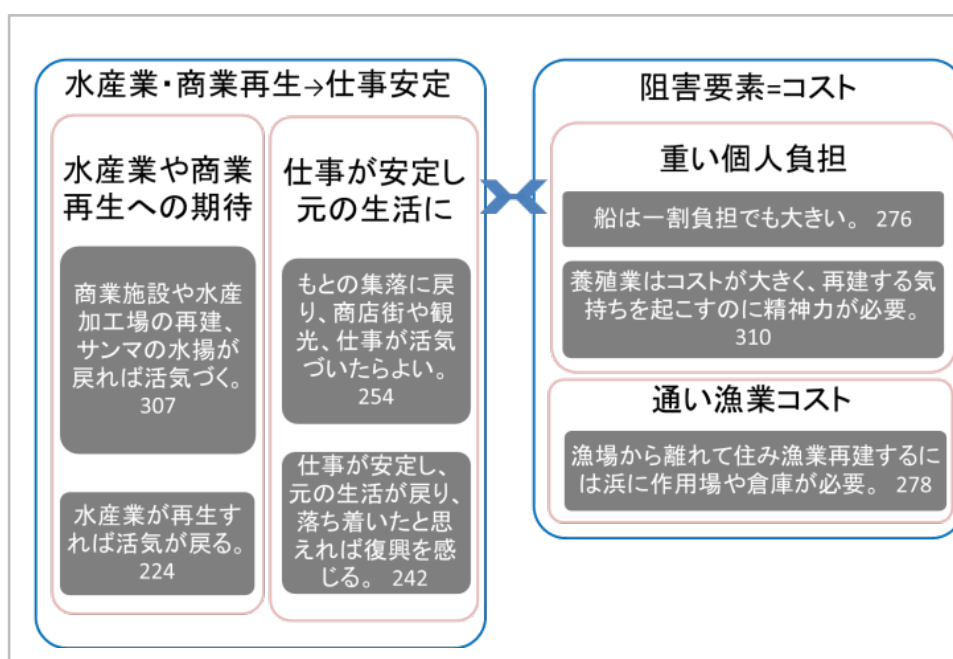 水産業・商業再生→仕事安定
水産業や商業
再生への期待
商業施設や水産
加工場の再建、
サンマの水揚が
戻れば活気づく。
307
水産業が再生す
れば活気が戻る。
224
仕事が安定し
元の生活に
もとの集落に戻
り、商店街や観
光、仕事が活気
づいたらよい。
254
仕事が安定し、
元の生活が戻り、
落ち着いたと思
えれば復興を感
じる。 242
阻害要素=コスト
重い個人負担
船は一割負担でも大きい。 276
養殖業はコストが大きく、再建する気
持ちを起こすのに精神力が必要。
310
通い漁業コスト
漁場から離れて住み漁業再建するに
は浜に作用場や倉庫が必要。 278